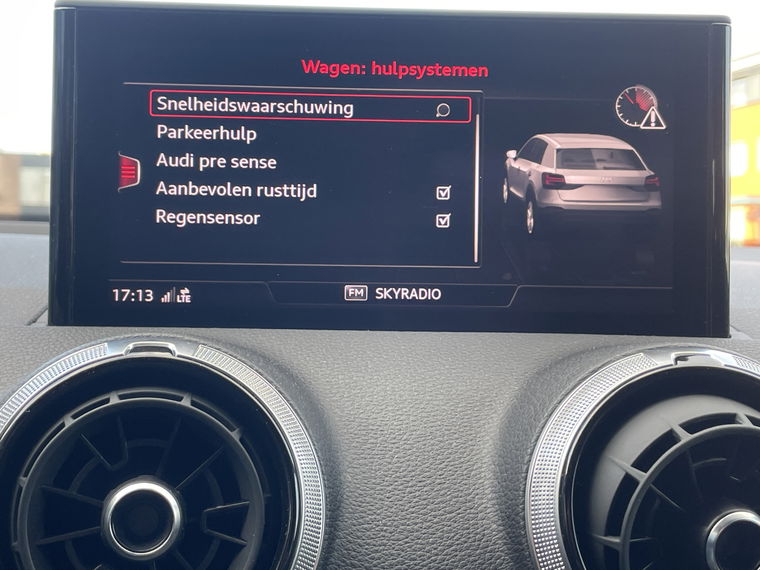 Wagen: hulpsystemen
Snelheidswaarschuwing
Parkeerhulp
Audi pre sense
Aanbevolen rusttijd
Regensensor
17:13 LTE
FM SKYRADIO